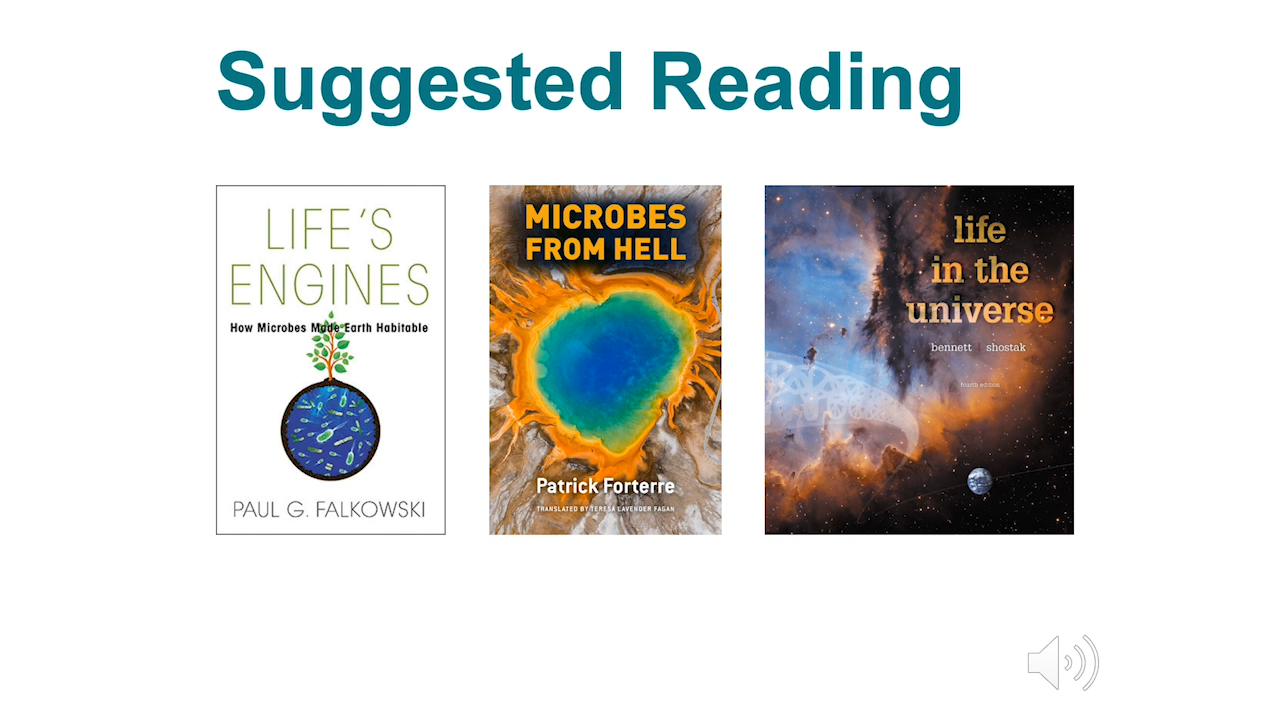 Suggested Reading
LIFE'S
ENGINES
How Microbes Made Earth Habitable
PAUL G. FALKOWSKI
MICROBES
FROM HELL
Patrick Forterre
TRANSLATED BY TERESA LAVENDER FAGAN
life
in the
universe
bennett shostak
fourth edition